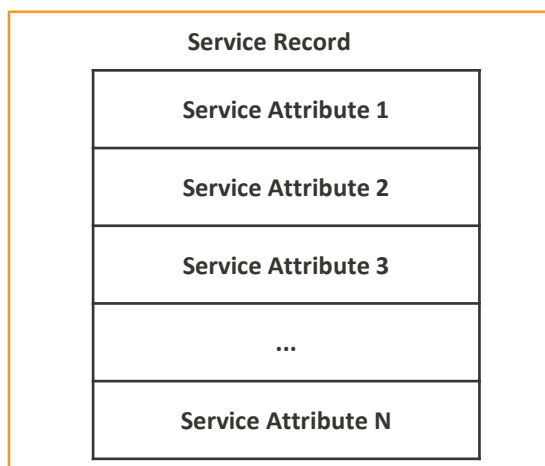 Service Record
Service Attribute 1
Service Attribute 2
Service Attribute 3
...
Service Attribute N